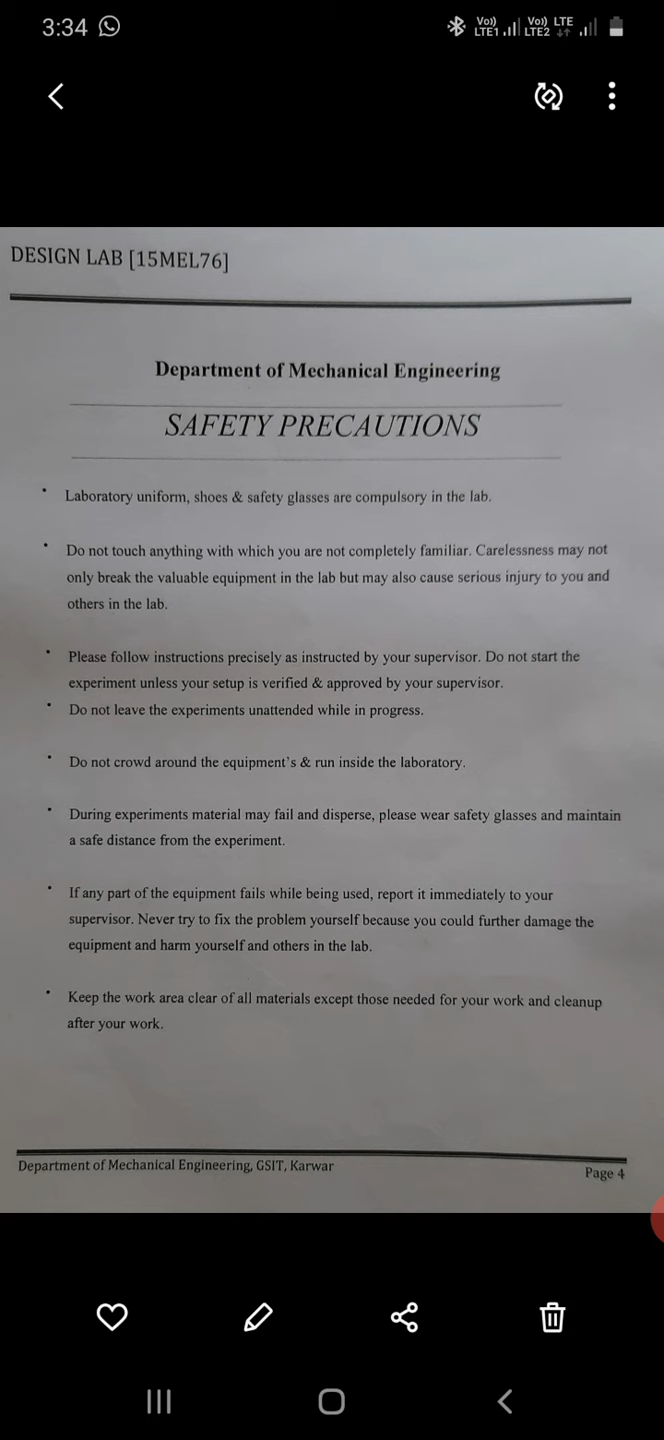 3:34
Vo)) LTE1 Vo)) LTE2 LTE
DESIGN LAB [15MEL76]
Department of Mechanical Engineering
SAFETY PRECAUTIONS
• Laboratory uniform, shoes & safety glasses are compulsory in the lab.
• Do not touch anything with which you are not completely familiar. Carelessness may not
only break the valuable equipment in the lab but may also cause serious injury to you and
others in the lab.
• Please follow instructions precisely as instructed by your supervisor. Do not start the
experiment unless your setup is verified & approved by your supervisor.
• Do not leave the experiments unattended while in progress.
• Do not crowd around the equipment's & run inside the laboratory.
• During experiments material may fail and disperse, please wear safety glasses and maintain
a safe distance from the experiment.
• If any part of the equipment fails while being used, report it immediately to your
supervisor. Never try to fix the problem yourself because you could further damage the
equipment and harm yourself and others in the lab.
• Keep the work area clear of all materials except those needed for your work and cleanup
after your work.
Department of Mechanical Engineering, GSIT, Karwar
Page 4